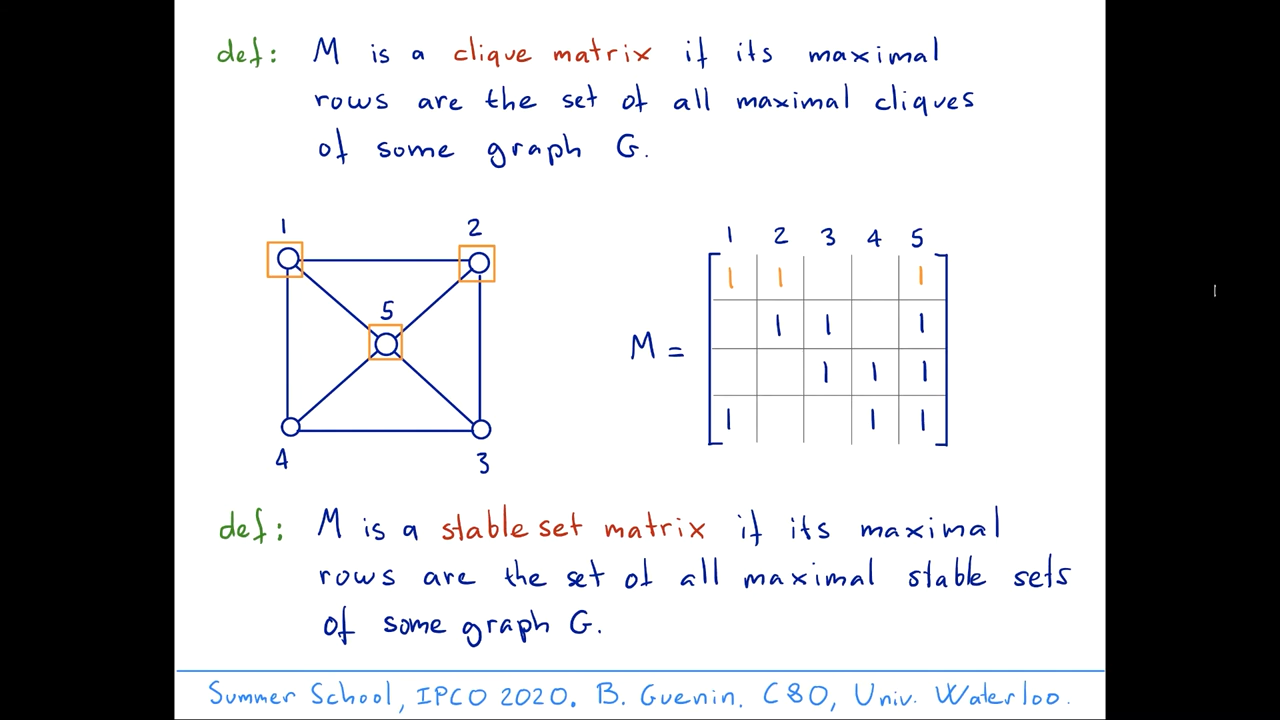 def: M is a clique matrix if its maximal
rows are the set of all maximal cliques
of some graph G.
1 2
5
4 3
1 2 3 4 5
M =
1 1 1
1 1 1
1 1 1
1 1 1
def: M is a stable set matrix if its maximal
rows are the set of all maximal stable sets
of some graph G.
Summer School, IPCO 2020. B. Guenin. C&O, Univ. Waterloo.